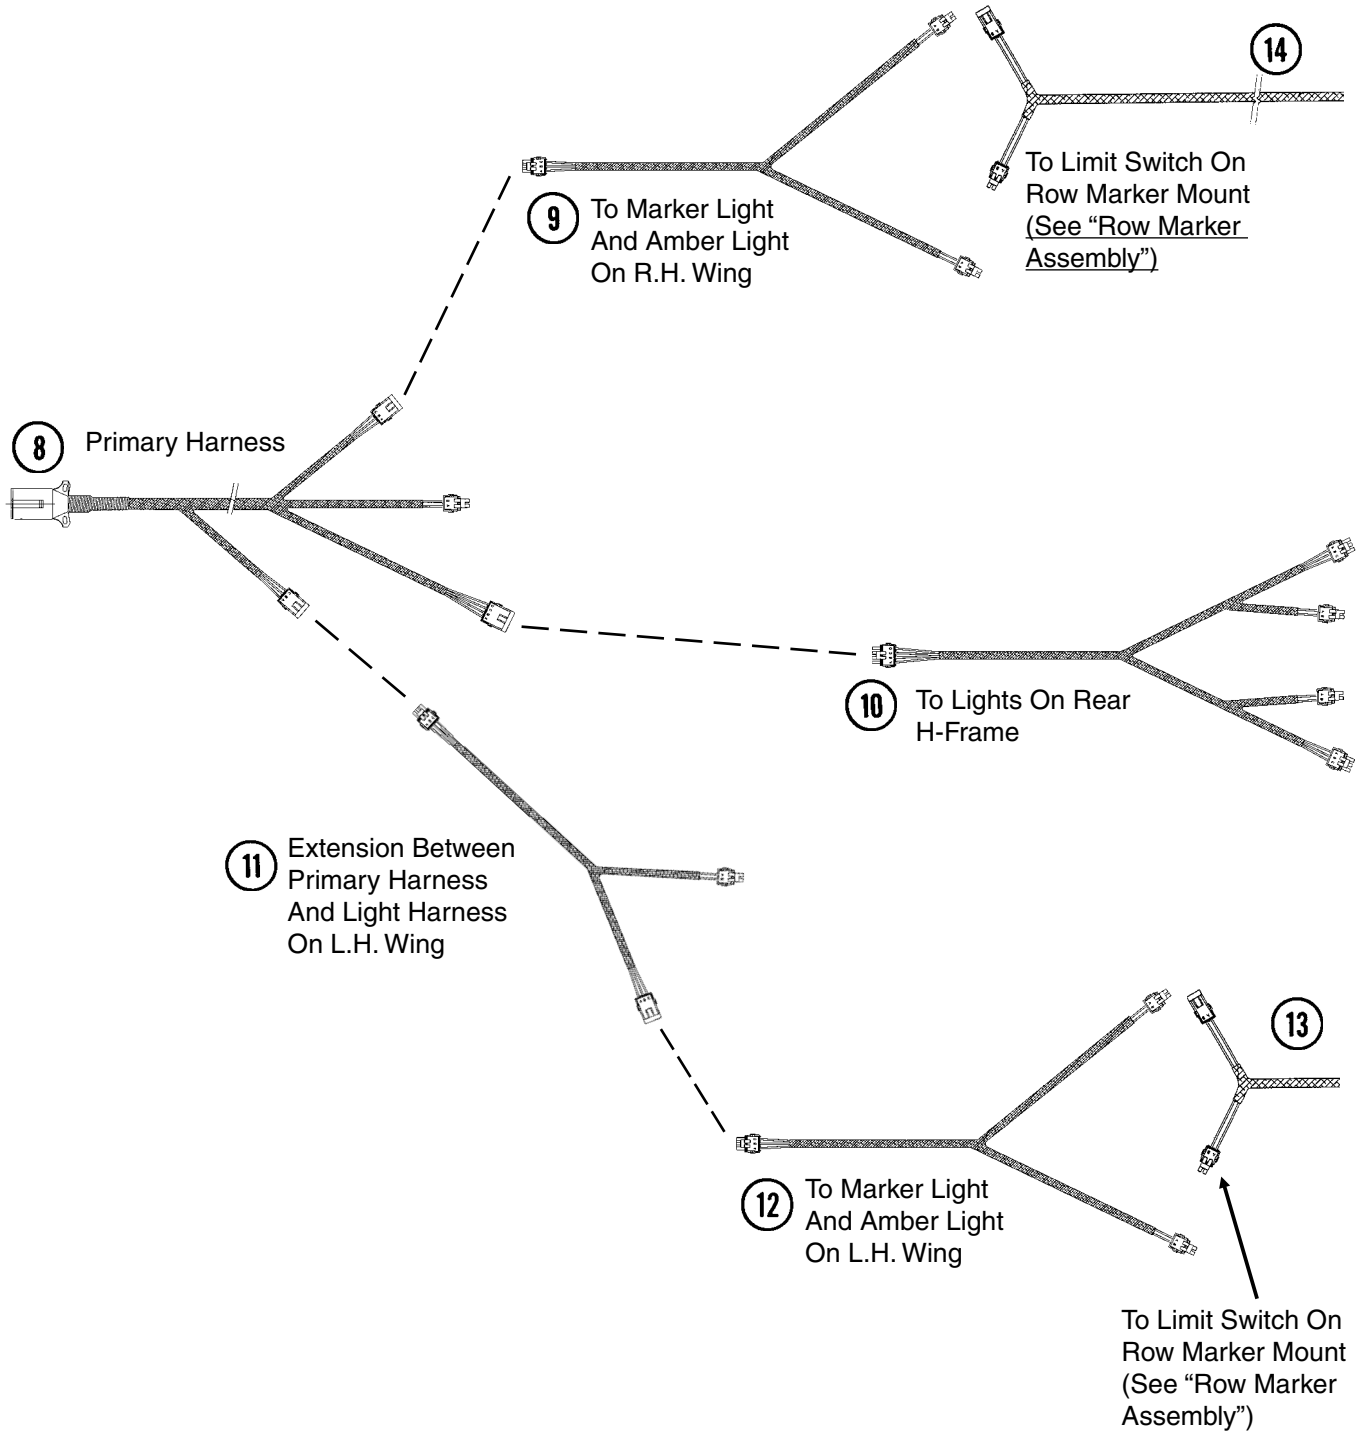 14
To Limit Switch On
Row Marker Mount
(See “Row Marker
Assembly”)
9
To Marker Light
And Amber Light
On R.H. Wing
8
Primary Harness
10
To Lights On Rear
H-Frame
11
Extension Between
Primary Harness
And Light Harness
On L.H. Wing
13
12
To Marker Light
And Amber Light
On L.H. Wing
To Limit Switch On
Row Marker Mount
(See “Row Marker
Assembly”)